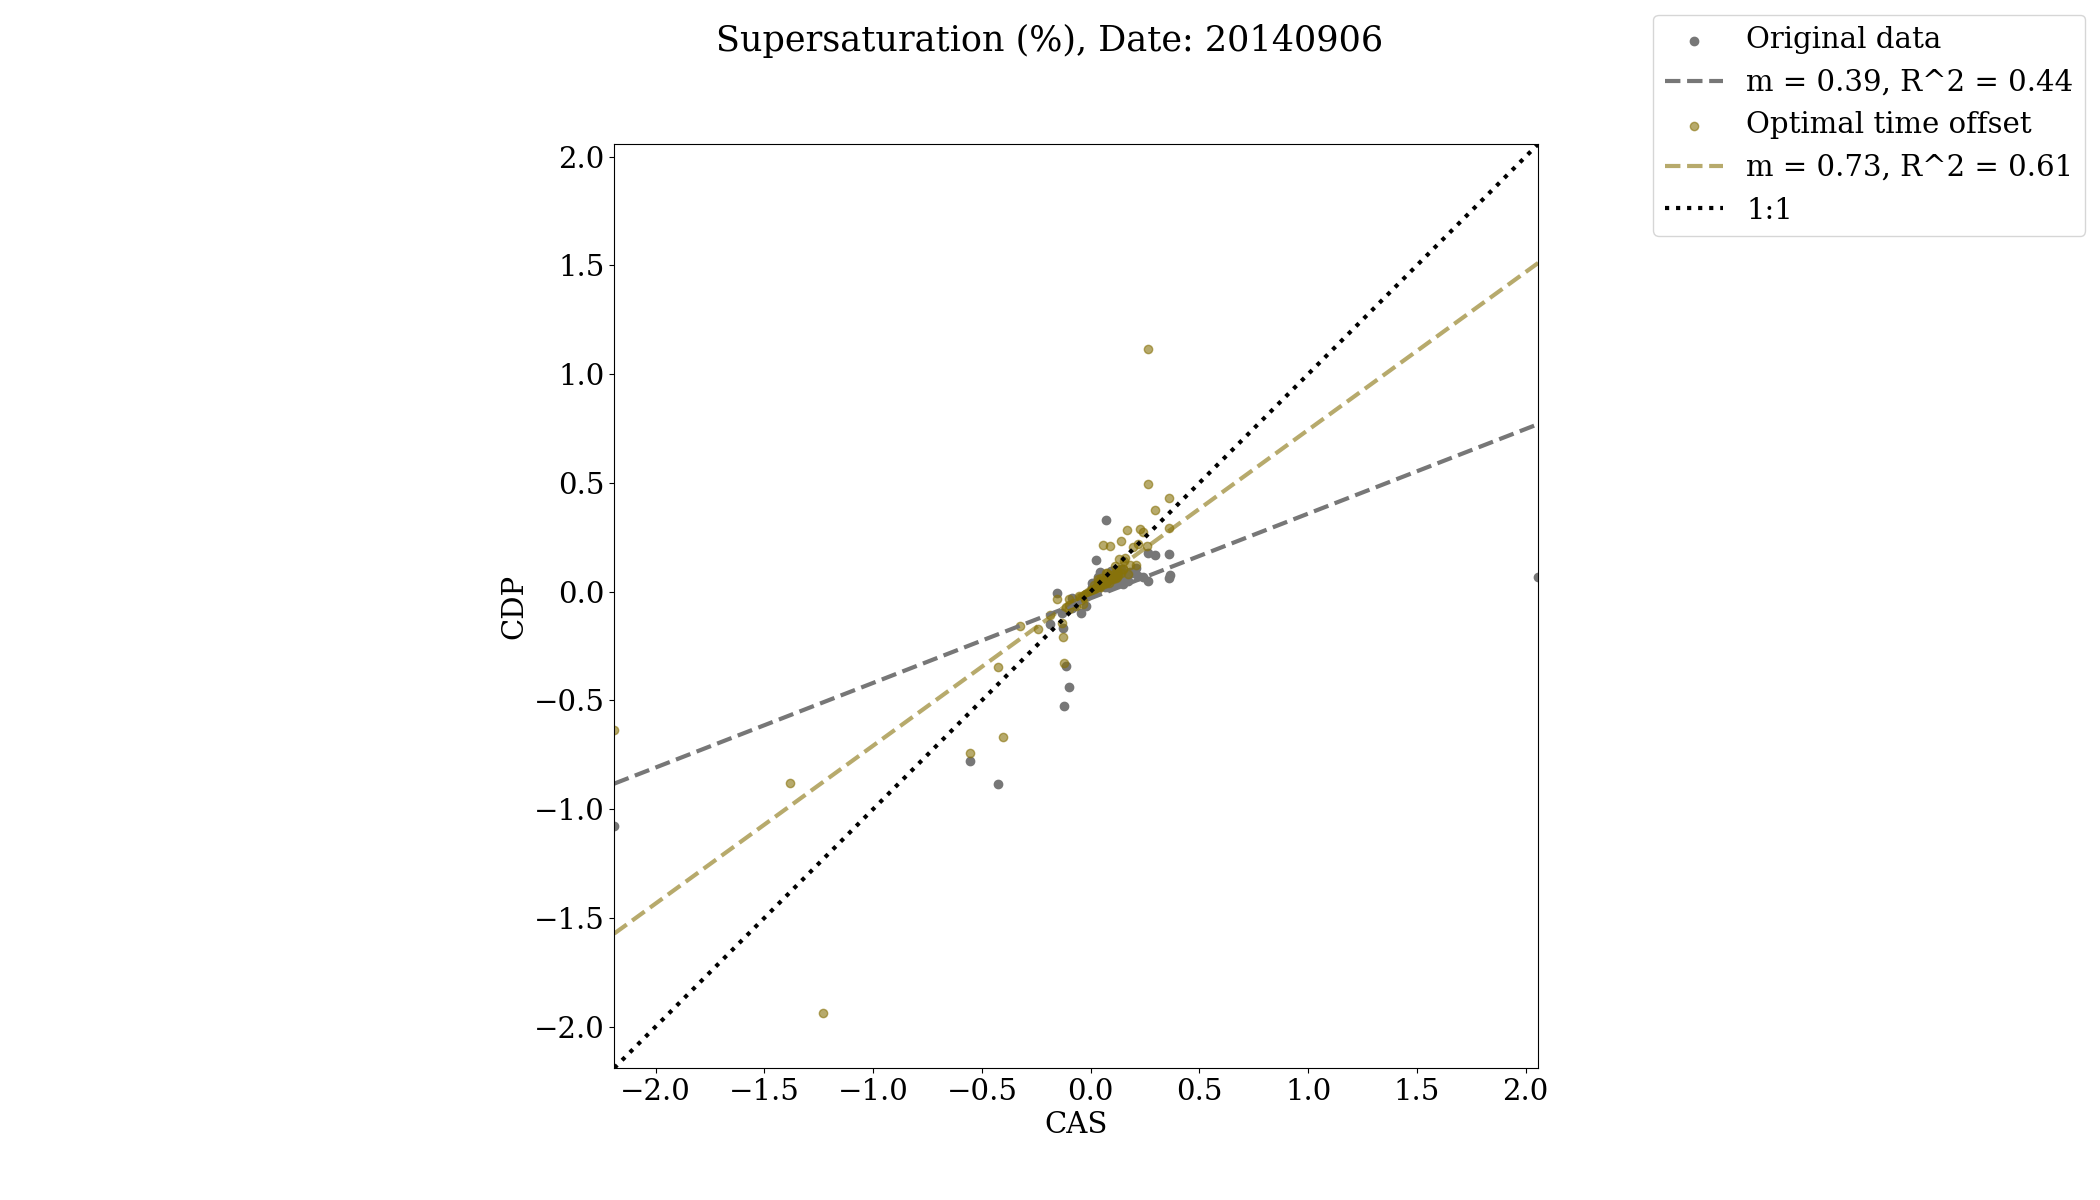 Supersaturation (%), Date: 20140906
Original data
m = 0.39, R^2 = 0.44
Optimal time offset
m = 0.73, R^2 = 0.61
1:1
2.0
1.5
1.0
0.5
0.0
−0.5
−1.0
−1.5
−2.0
CDP
−2.0 −1.5 −1.0 −0.5 0.0 0.5 1.0 1.5 2.0
CAS